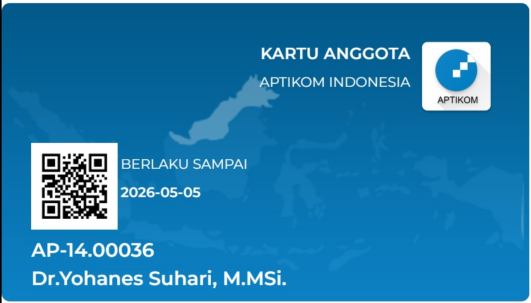 KARTU ANGGOTA
APTIKOM INDONESIA
APTIKOM
BERLAKU SAMPAI
2026-05-05
AP-14.00036
Dr.Yohanes Suhari, M.MSi.